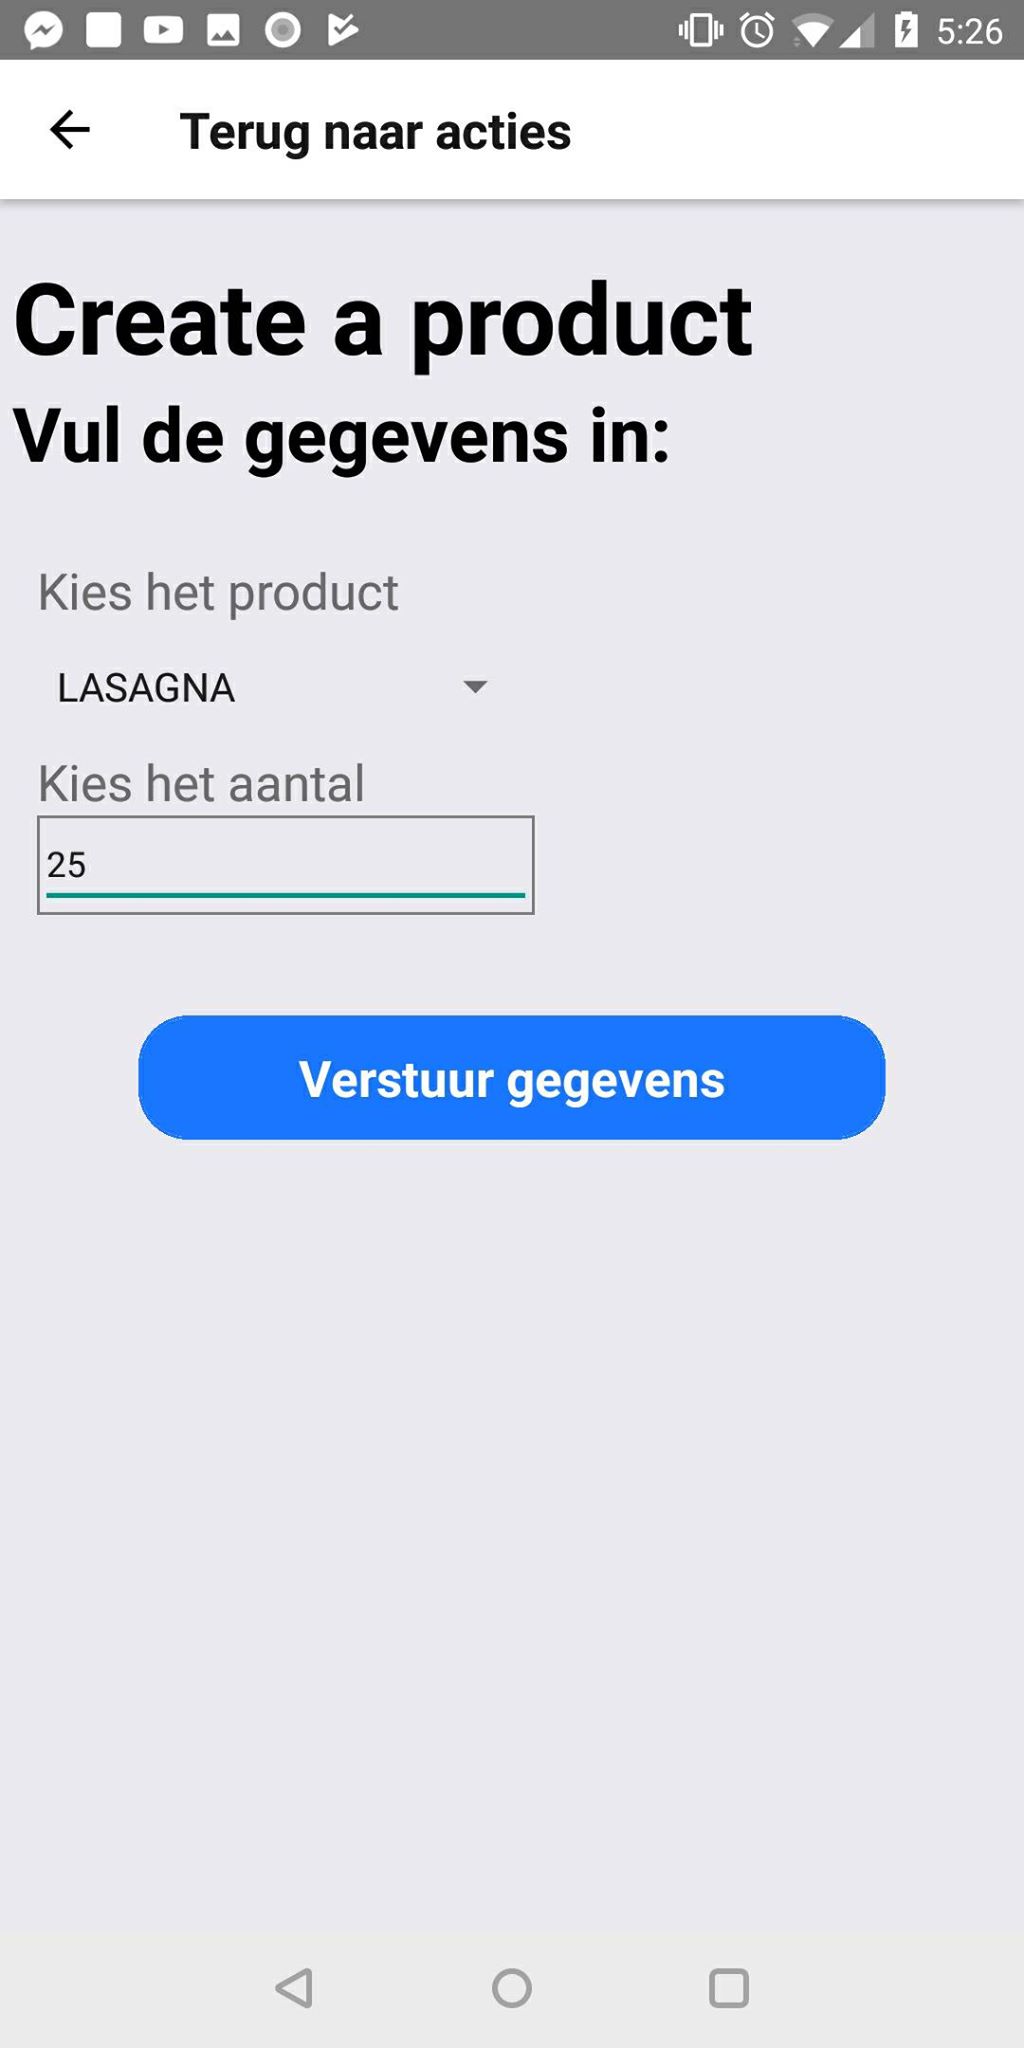 5:26
Terug naar acties
Create a product
Vul de gegevens in:
Kies het product
LASAGNA
Kies het aantal
25
Verstuur gegevens